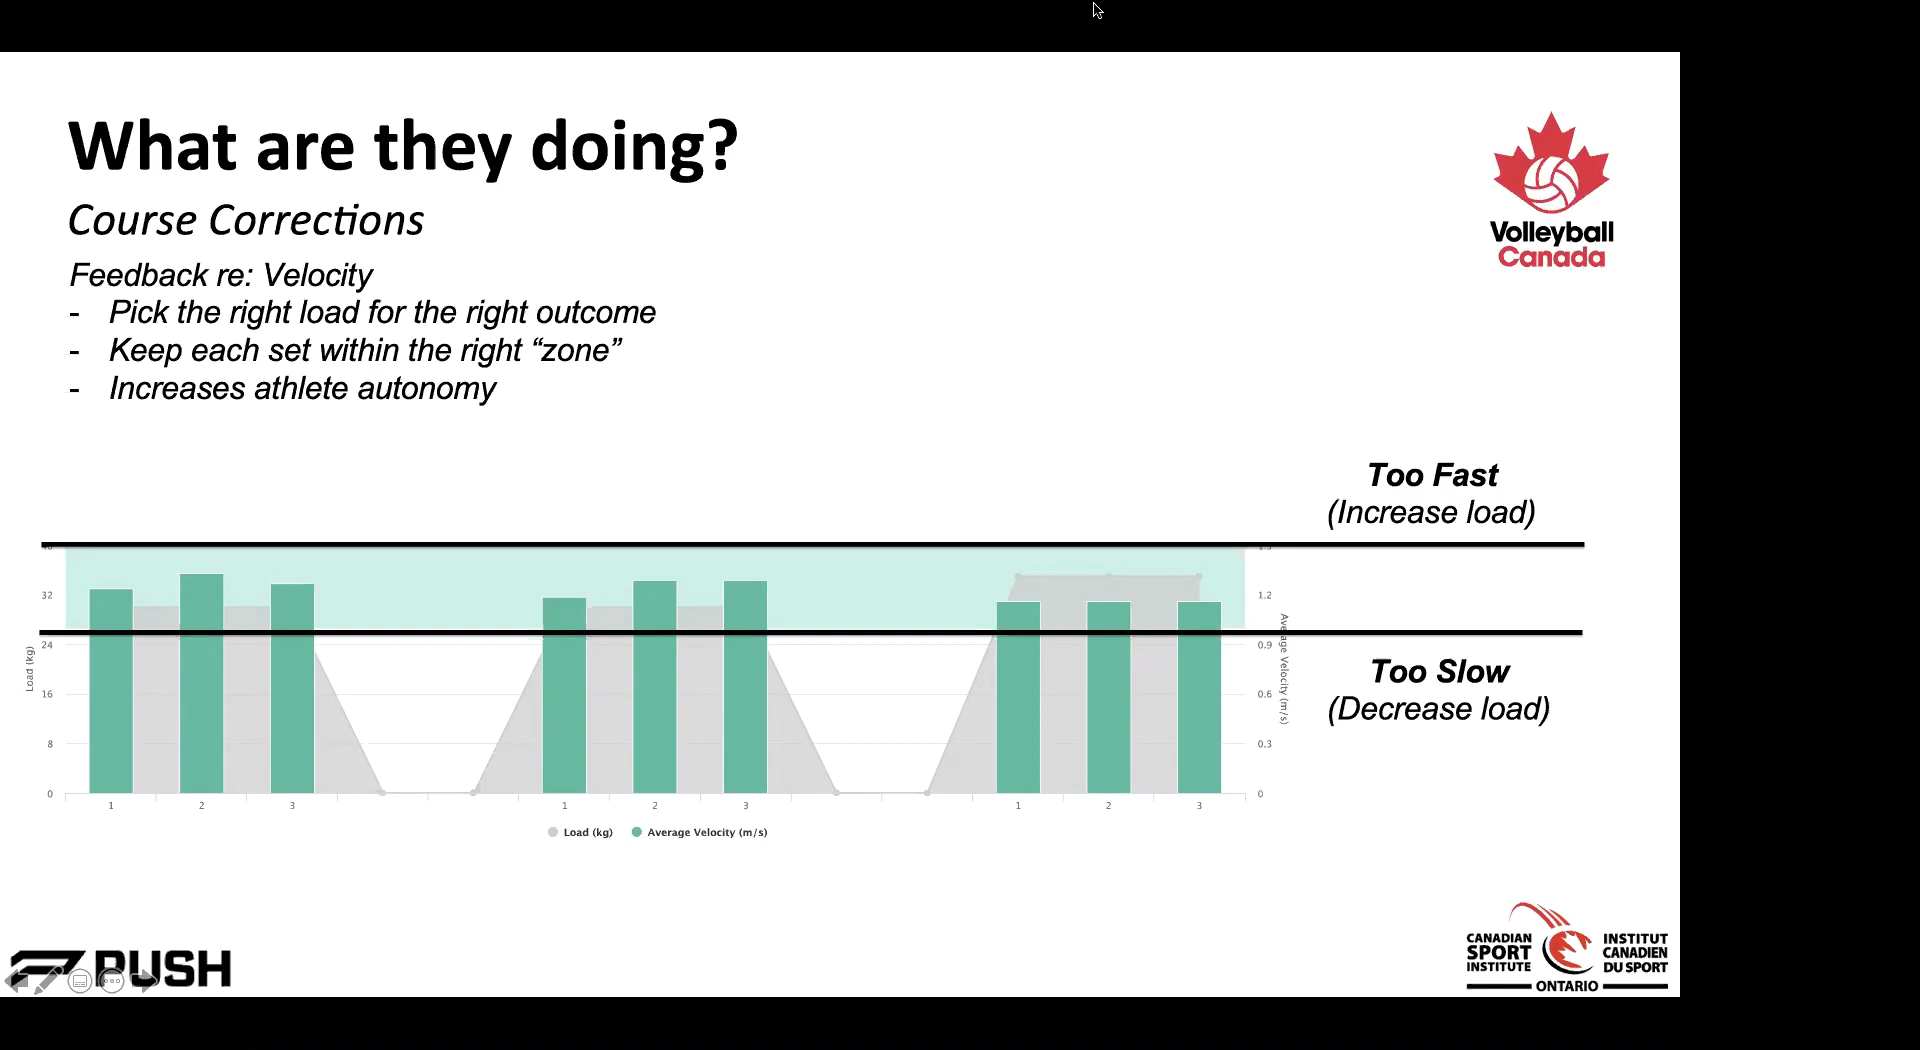 What are they doing?
Course Corrections
Feedback re: Velocity
- Pick the right load for the right outcome
- Keep each set within the right “zone”
- Increases athlete autonomy
Volleyball
Canada
Too Fast
(Increase load)
Too Slow
(Decrease load)
32
24
16
8
0
Load (kg)
1.2
0.9
0.6
0.3
0
Average Velocity (m/s)
1 2 3 1 2 3 1 2 3
Load (kg) Average Velocity (m/s)
PUSH
CANADIAN
SPORT
INSTITUTE
INSTITUT
CANADIEN
DU SPORT
ONTARIO